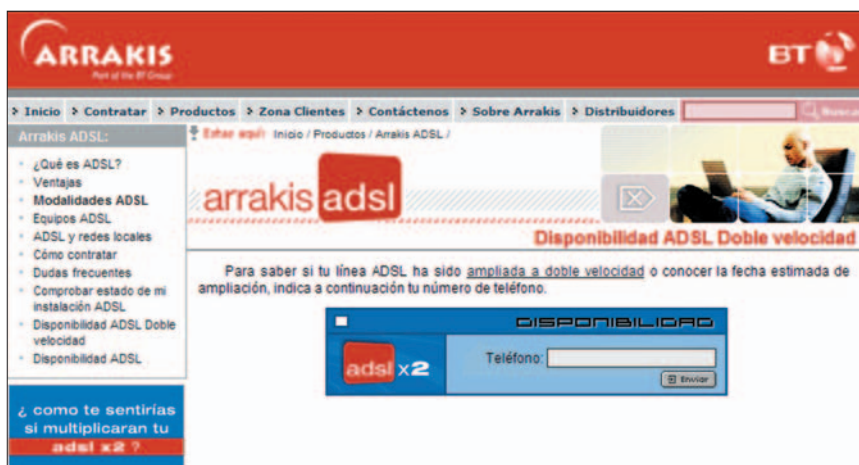 ARRAKIS
Part of the BT Group
BT
Inicio Contratar Productos Zona Clientes Contáctenos Sobre Arrakis Distribuidores Busca
Arrakis ADSL:
¿Qué es ADSL?
Ventajas
Modalidades ADSL
Equipos ADSL
ADSL y redes locales
Cómo contratar
Dudas frecuentes
Comprobar estado de mi
instalación ADSL
Disponibilidad ADSL Doble
velocidad
Disponibilidad ADSL
¿ como te sentirías
si multiplicaran tu
adsl x2 ?
Estas aquí: Inicio / Productos / Arrakis ADSL /
arrakis adsl
Disponibilidad ADSL Doble velocidad
Para saber si tu línea ADSL ha sido ampliada a doble velocidad o conocer la fecha estimada de
ampliación, indica a continuación tu número de teléfono.
DISPONIBILIDAD
adsl x2
Teléfono:
Enviar